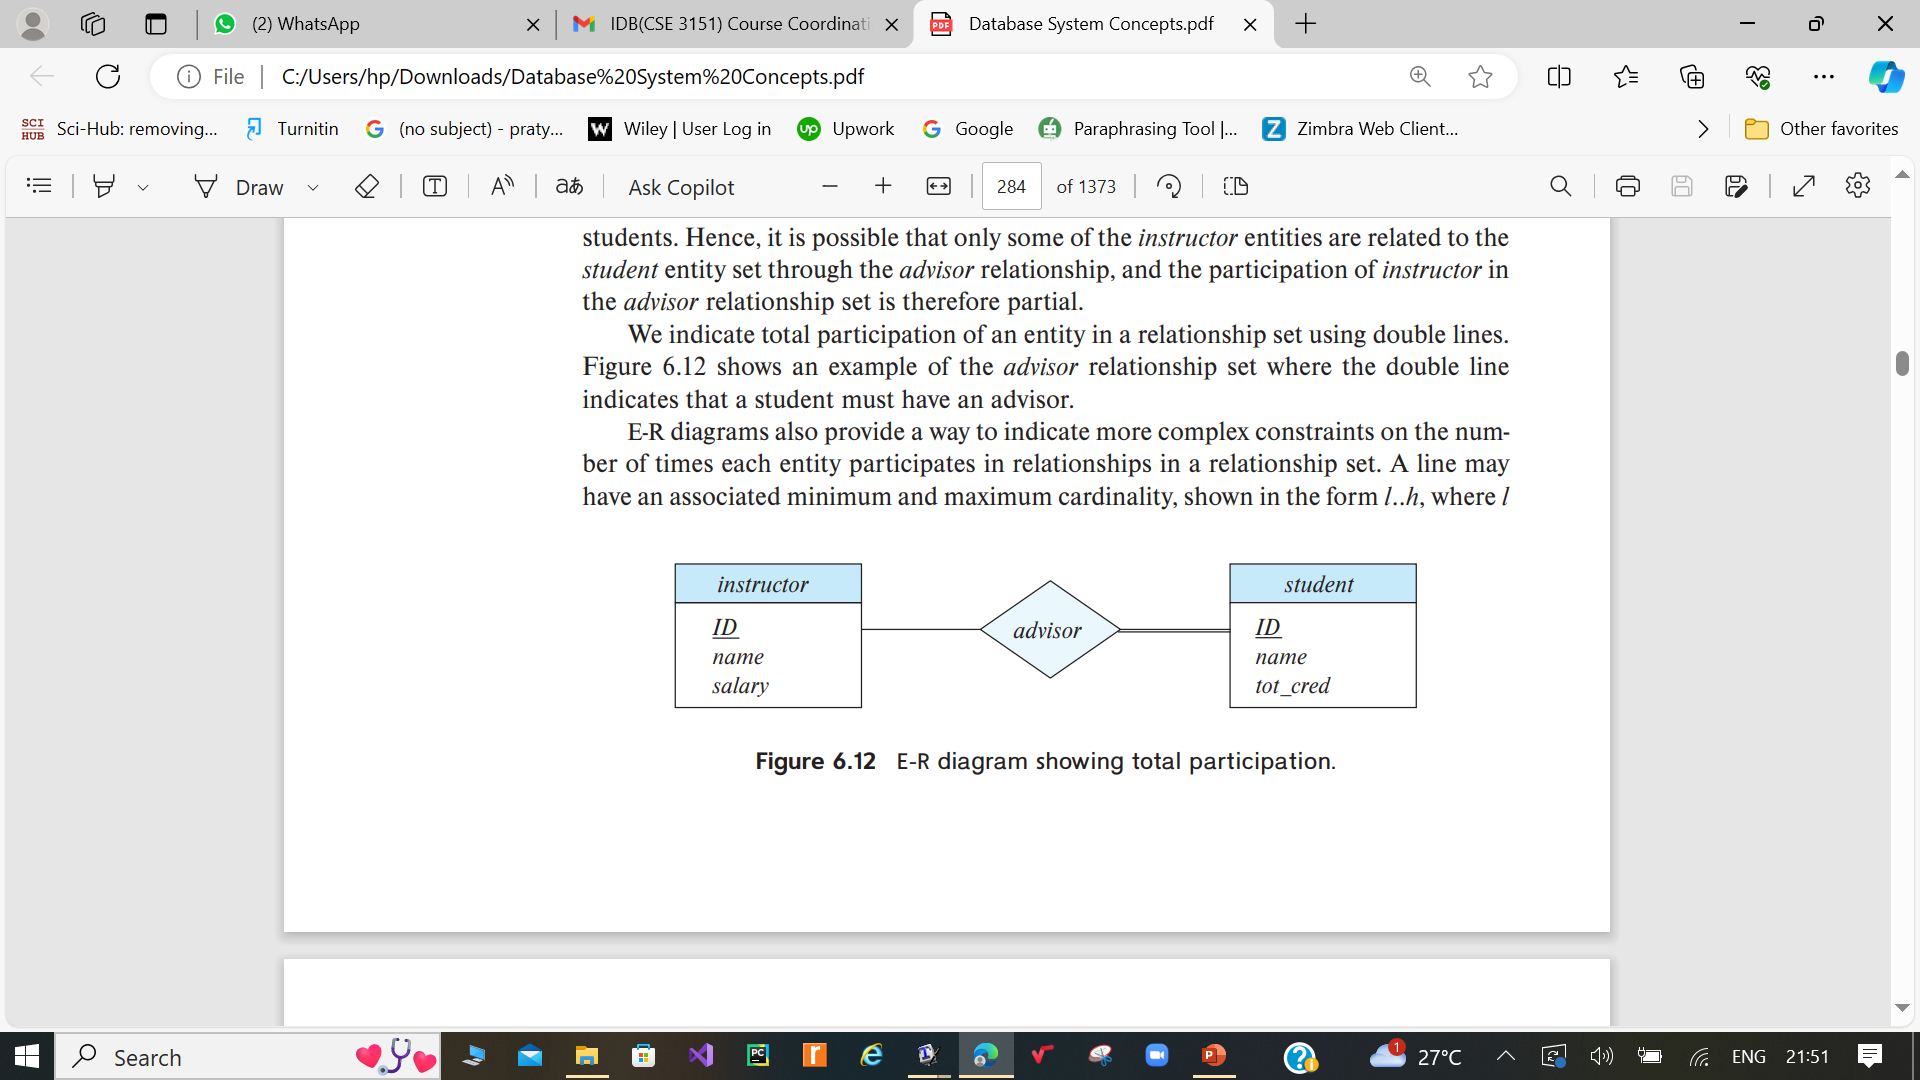 (2) WhatsApp
IDB(CSE 3151) Course Coordinati
Database System Concepts.pdf
File
C:/Users/hp/Downloads/Database%20System%20Concepts.pdf
SCI HUB Sci-Hub: removing...
Turnitin
(no subject) - praty...
W Wiley | User Log in
up Upwork
Google
Paraphrasing Tool |...
Z Zimbra Web Client...
Other favorites
Draw
Ask Copilot
284 of 1373
students. Hence, it is possible that only some of the instructor entities are related to the
student entity set through the advisor relationship, and the participation of instructor in
the advisor relationship set is therefore partial.
We indicate total participation of an entity in a relationship set using double lines.
Figure 6.12 shows an example of the advisor relationship set where the double line
indicates that a student must have an advisor.
E-R diagrams also provide a way to indicate more complex constraints on the num-
ber of times each entity participates in relationships in a relationship set. A line may
have an associated minimum and maximum cardinality, shown in the form l..h, where l
instructor
ID
name
salary
advisor
student
ID
name
tot_cred
Figure 6.12 E-R diagram showing total participation.
Search
1
27°C
ENG
21:51